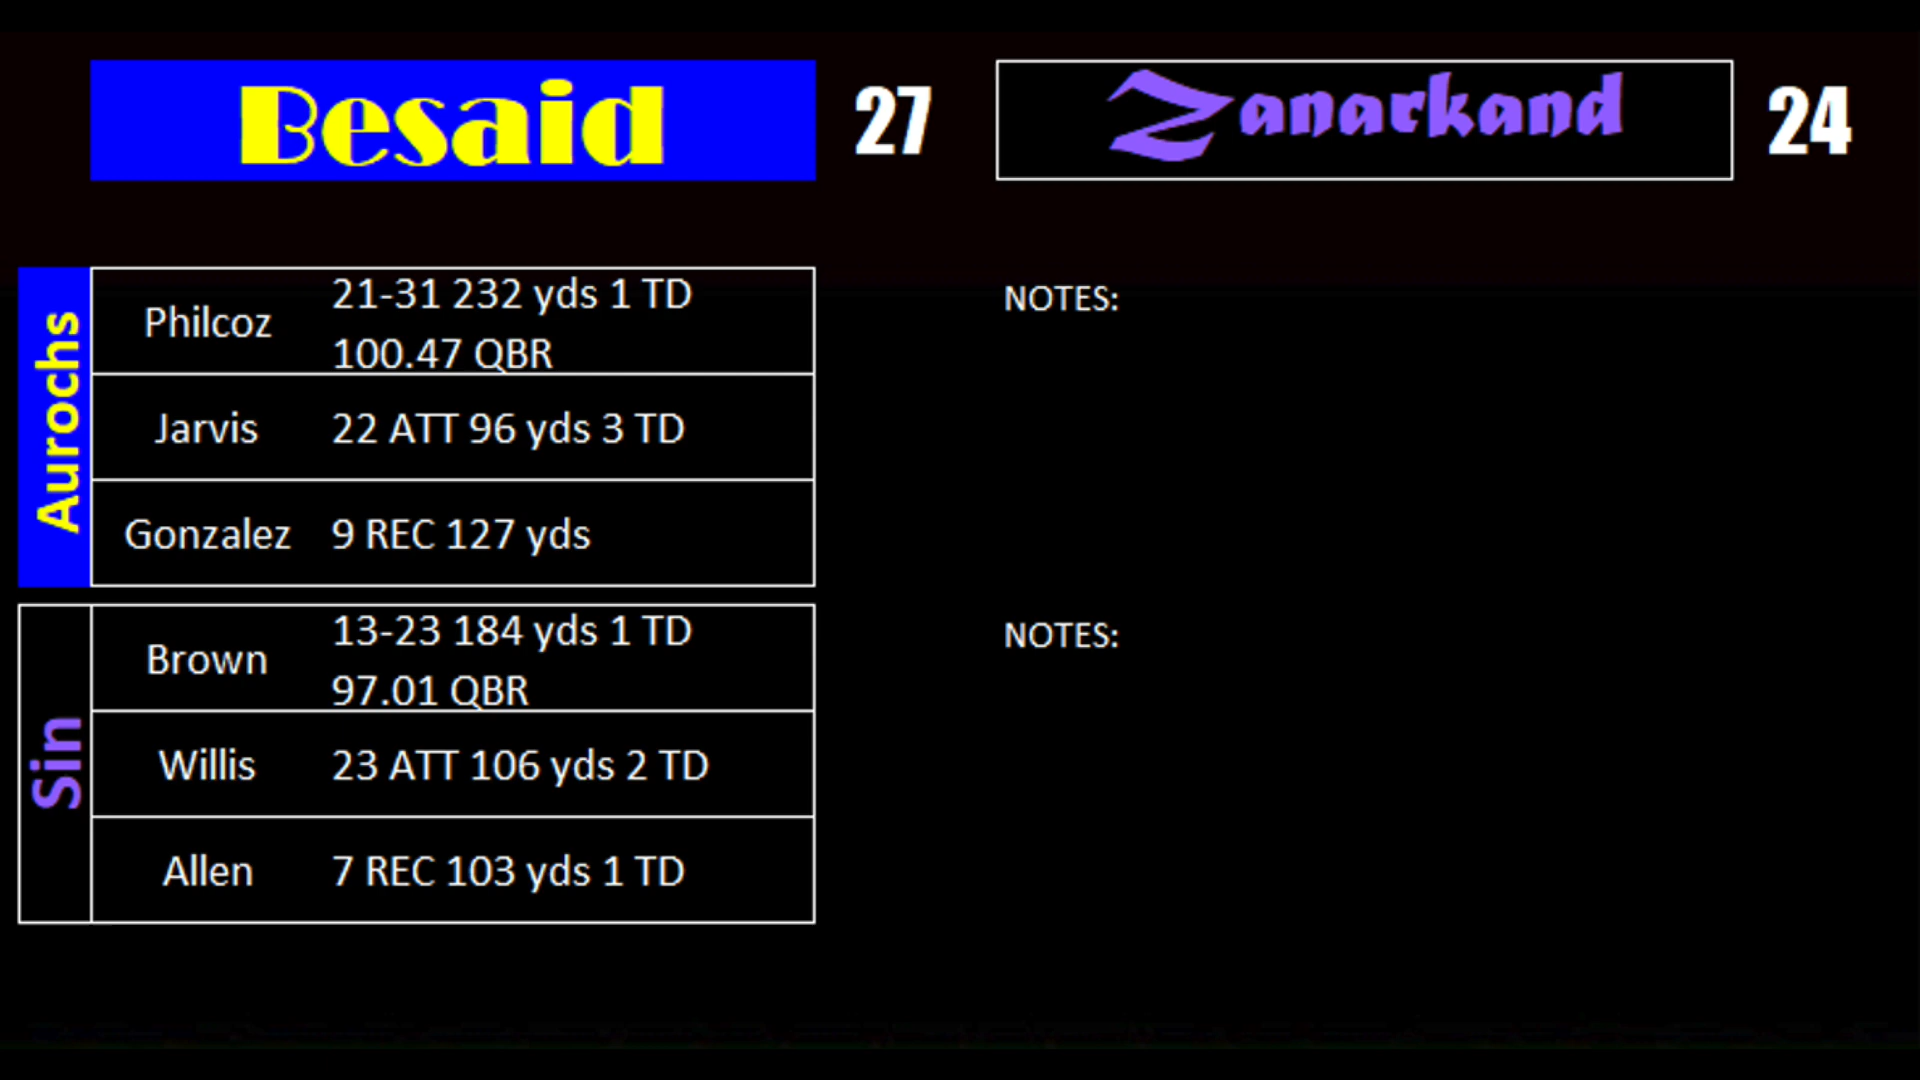 Besaid 27 Zanarkand 24
Aurochs
Philcoz 21-31 232 yds 1 TD
100.47 QBR
Jarvis 22 ATT 96 yds 3 TD
Gonzalez 9 REC 127 yds
NOTES:
Sin
Brown 13-23 184 yds 1 TD
97.01 QBR
Willis 23 ATT 106 yds 2 TD
Allen 7 REC 103 yds 1 TD
NOTES: